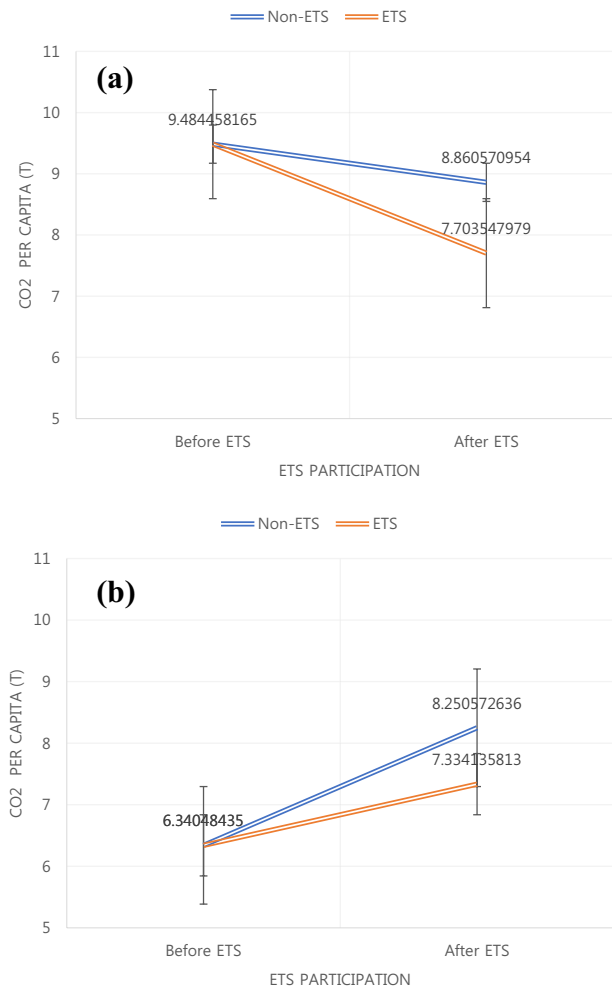 Non-ETS ETS
(a)
11
10
9
8
7
6
5
9.484458165
8.860570954
7.703547979
CO2 PER CAPITA (T)
Before ETS After ETS
ETS PARTICIPATION
Non-ETS ETS
(b)
11
10
9
8
7
6
5
8.250572636
7.334135813
6.34048435
CO2 PER CAPITA (T)
Before ETS After ETS
ETS PARTICIPATION